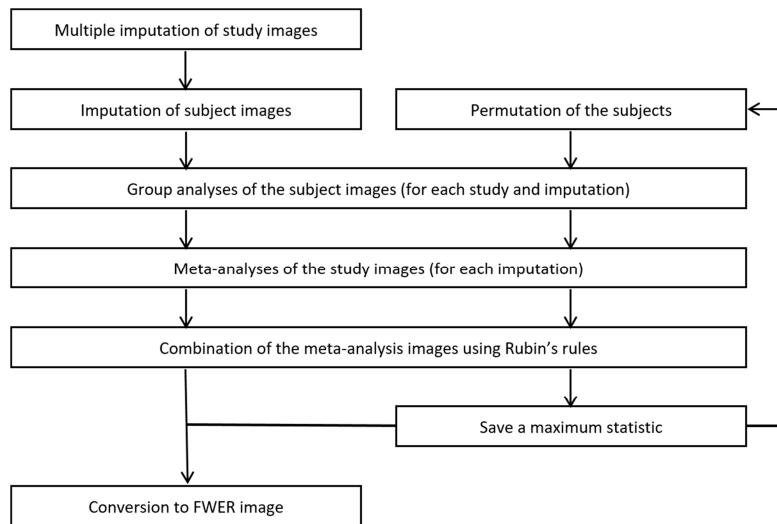 Multiple imputation of study images
Imputation of subject images
Permutation of the subjects
Group analyses of the subject images (for each study and imputation)
Meta-analyses of the study images (for each imputation)
Combination of the meta-analysis images using Rubin’s rules
Save a maximum statistic
Conversion to FWER image